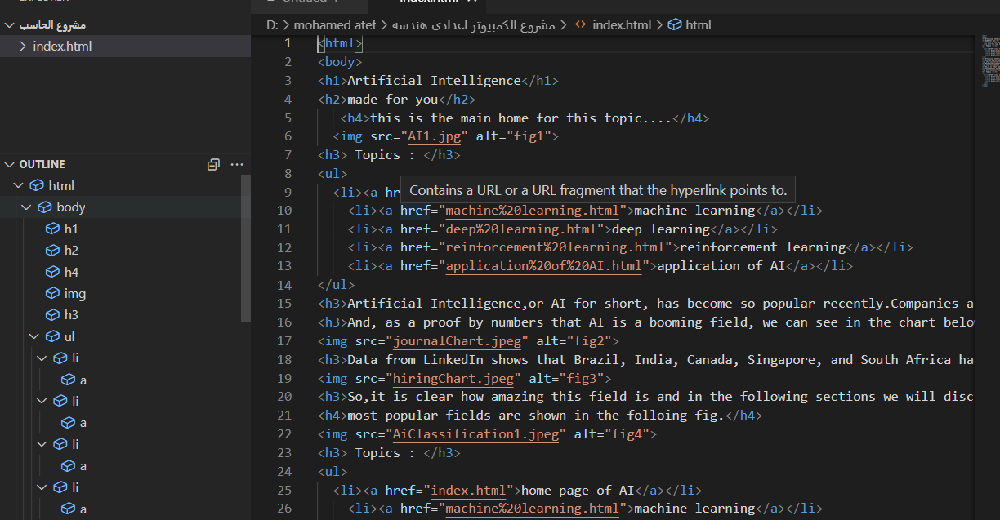 مشروع الحاسب
index.html
OUTLINE
html
body
h1
h2
h4
img
h3
ul
li
a
li
a
li
a
li
a
D: > mohamed atef > مشروع الكمبيوتر اعدادى هندسه > <> index.html > html
1 <html>
2 <body>
3 <h1>Artificial Intelligence</h1>
4 <h2>made for you</h2>
5 <h4>this is the main home for this topic....</h4>
6 <img src="AI1.jpg" alt="fig1">
7 <h3> Topics : </h3>
8 <ul>
Contains a URL or a URL fragment that the hyperlink points to.
9 <li><a hr
10 <li><a href="machine%20learning.html">machine learning</a></li>
11 <li><a href="deep%20learning.html">deep learning</a></li>
12 <li><a href="reinforcement%20learning.html">reinforcement learning</a></li>
13 <li><a href="application%20of%20AI.html">application of AI</a></li>
14 </ul>
15 <h3>Artificial Intelligence,or AI for short, has become so popular recently.Companies
16 <h3>And, as a proof by numbers that AI is a booming field, we can see in the chart
17 <img src="journalChart.jpeg" alt="fig2">
18 <h3>Data from LinkedIn shows that Brazil, India, Canada, Singapore, and South Africa
19 <img src="hiringChart.jpeg" alt="fig3">
20 <h3>So,it is clear how amazing this field is and in the following sections we will
21 <h4>most popular fields are shown in the folloing fig.</h4>
22 <img src="AiClassification1.jpeg" alt="fig4">
23 <h3> Topics : </h3>
24 <ul>
25 <li><a href="index.html">home page of AI</a></li>
26 <li><a href="machine%20learning.html">machine learning</a></li>